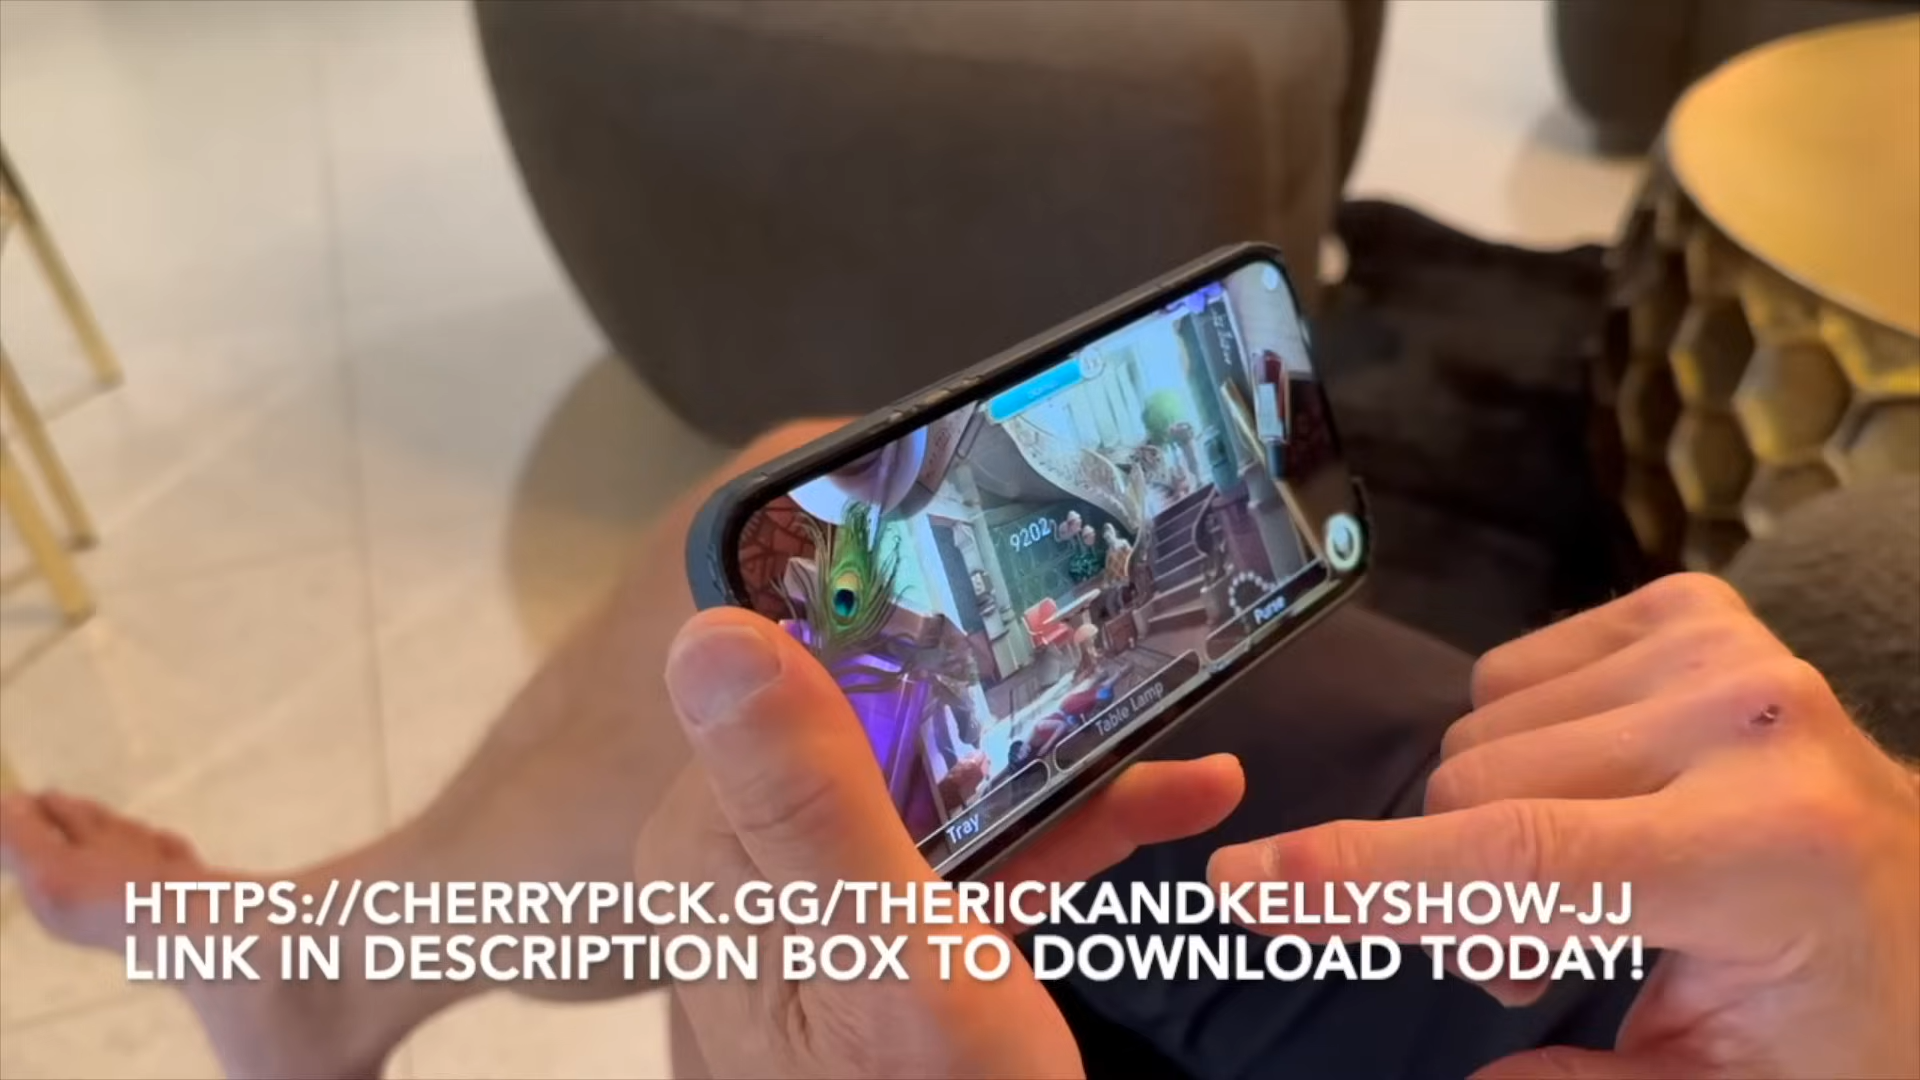 9202
Purse
Table Lamp
Tray
HTTPS://CHERRYPICK.GG/THERICKANDKELLYSHOW-JJ
LINK IN DESCRIPTION BOX TO DOWNLOAD TODAY!